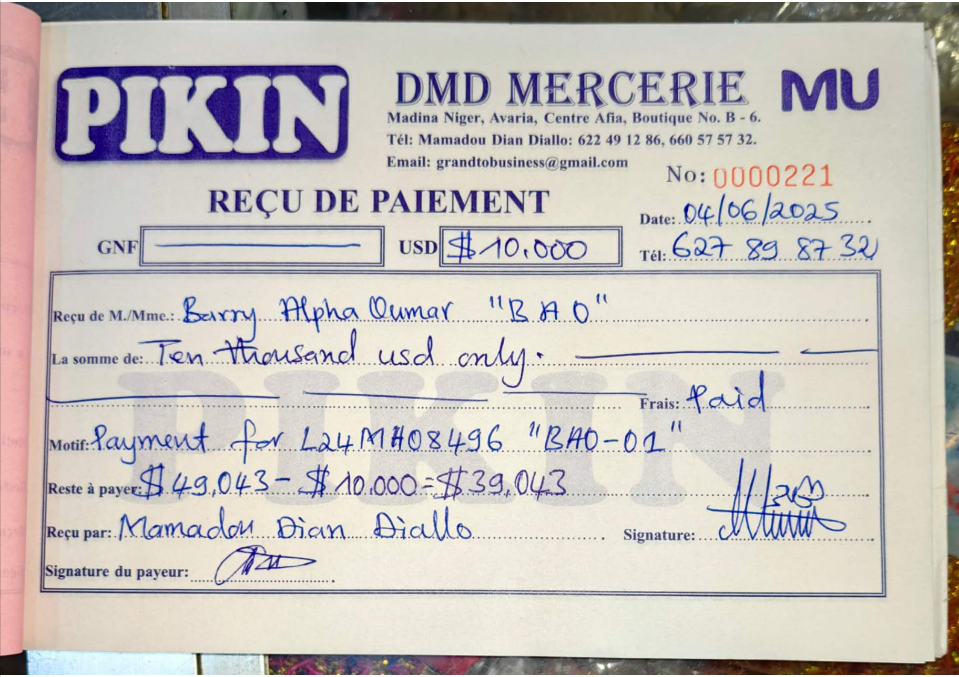 PIKIN
DMD MERCERIE
MU
Madina Niger, Avaria, Centre Afia, Boutique No. B - 6.
Tél: Mamadou Dian Diallo: 622 49 12 86, 660 57 57 32.
Email: grandtobusiness@gmail.com
No: 0000221
REÇU DE PAIEMENT
Date: 04/06/2025
GNF
USD $10.000
Tél: 627 89 87 32
Reçu de M./Mme.: Barry Alpha Oumar "BAO"
La somme de: Ten thousand usd only.
PIKIN
Frais: Paid
Motif: Payment for L24MH08496 "BAO-01"
Reste à payer: $49,043 - $10.000 = $39,043
Reçu par: Mamadou Dian Diallo
Signature:
Signature du payeur: